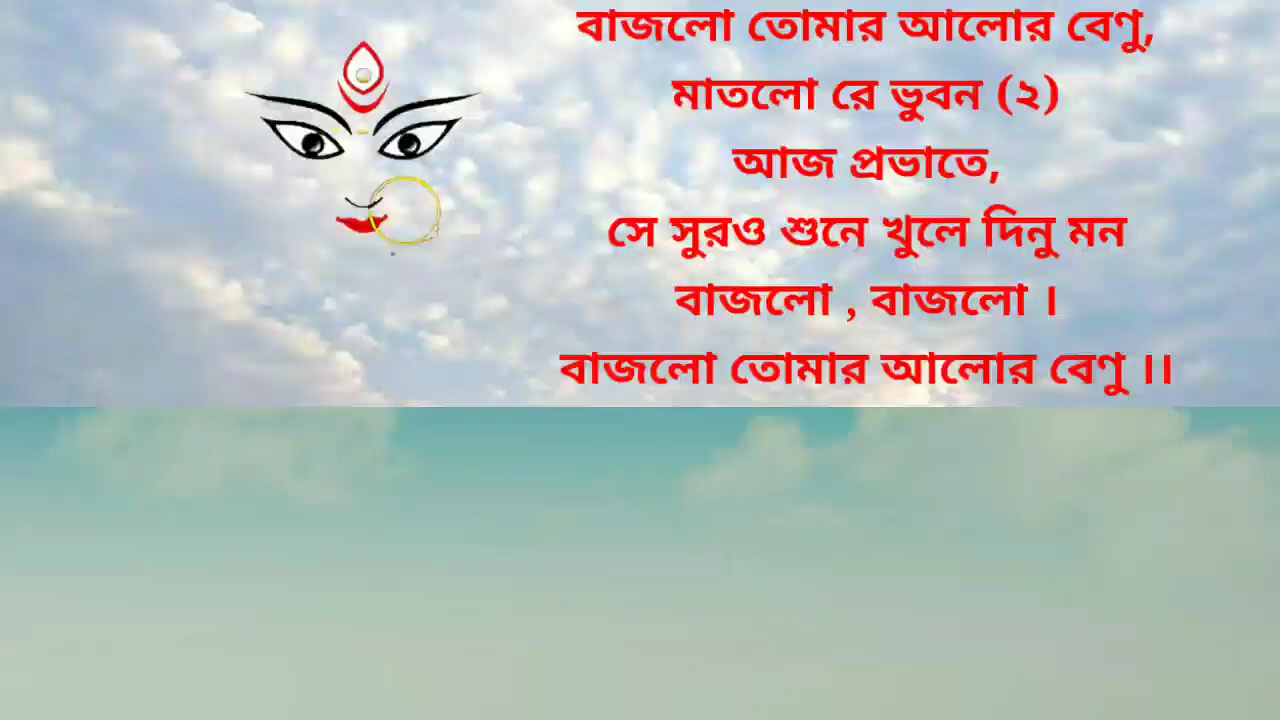 বাজলো তোমার আলোর বেণু,
মাতলো রে ভুবন (২)
আজ প্রভাতে,
সে সুরও শুনে খুলে দিনু মন
বাজলো , বাজলো ।
বাজলো তোমার আলোর বেণু ।।